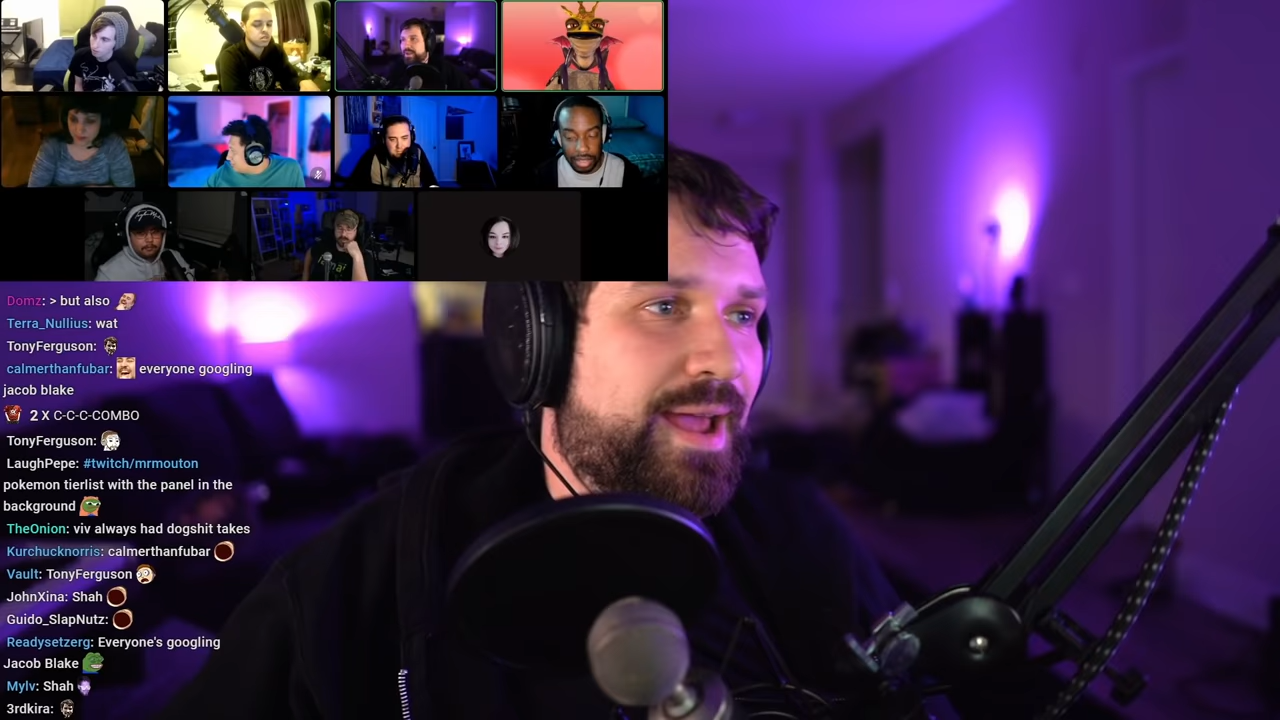 Domz: > but also
Terra_Nullius: wat
TonyFerguson:
calmerthanfubar: everyone googling
jacob blake
2 X C-C-C-COMBO
TonyFerguson:
LaughPepe: #twitch/mrmouton
pokemon tierlist with the panel in the
background
TheOnion: viv always had dogshit takes
Kurchucknorris: calmerthanfubar
Vault: TonyFerguson
JohnXina: Shah
Guido_SlapNutz:
Readysetzerg: Everyone's googling
Jacob Blake
Mylv: Shah
3rdkira: